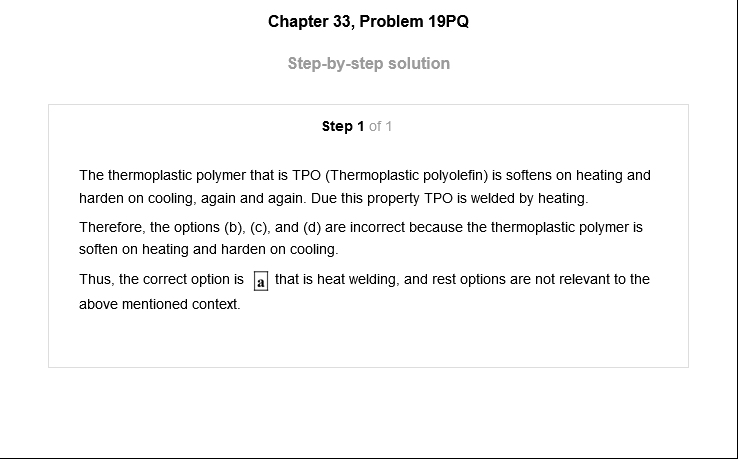 Chapter 33, Problem 19PQ
Step-by-step solution
Step 1 of 1
The thermoplastic polymer that is TPO (Thermoplastic polyolefin) is softens on heating and
harden on cooling, again and again. Due this property TPO is welded by heating.
Therefore, the options (b), (c), and (d) are incorrect because the thermoplastic polymer is
soften on heating and harden on cooling.
Thus, the correct option is a that is heat welding, and rest options are not relevant to the
above mentioned context.